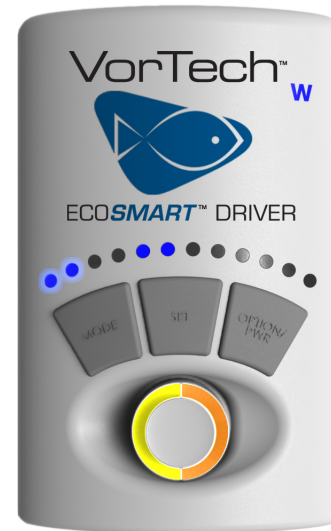 VorTech™
W
ECOSMART™ DRIVER
MODE
SET
OPTION/
PWR